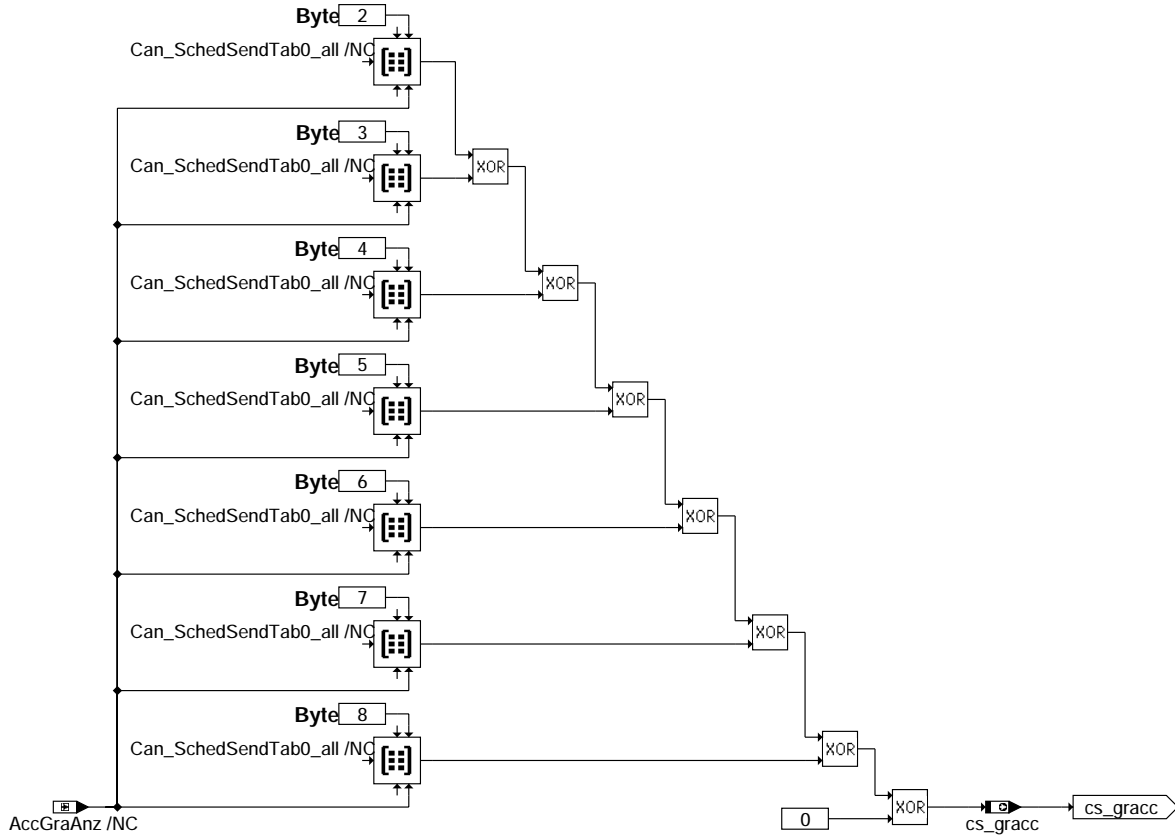 Byte 2
Can_SchedSendTab0_all /NC
Byte 3
Can_SchedSendTab0_all /NC
XOR
Byte 4
Can_SchedSendTab0_all /NC
XOR
Byte 5
Can_SchedSendTab0_all /NC
XOR
Byte 6
Can_SchedSendTab0_all /NC
XOR
Byte 7
Can_SchedSendTab0_all /NC
XOR
Byte 8
Can_SchedSendTab0_all /NC
XOR
AccGraAnz /NC
0
XOR
cs_gracc
cs_gracc